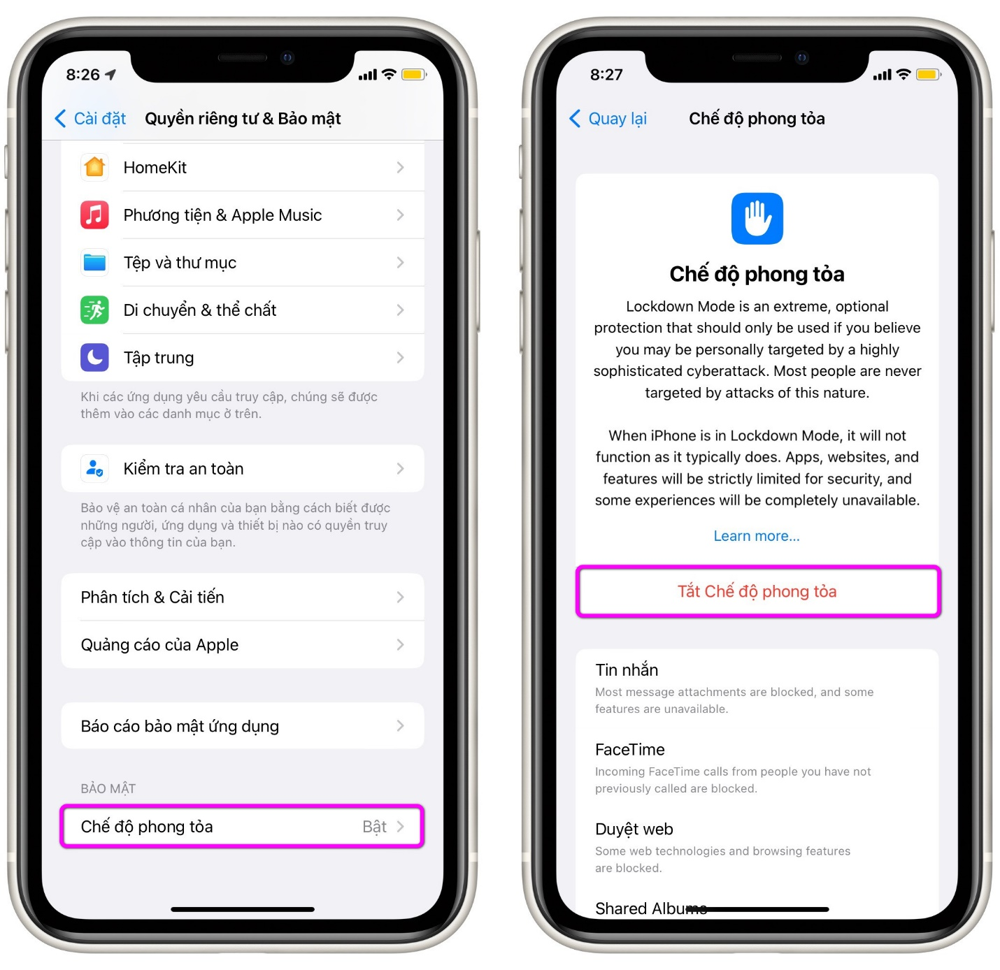 8:26
Cài đặt
Quyền riêng tư & Bảo mật
HomeKit
Phương tiện & Apple Music
Tệp và thư mục
Di chuyển & thể chất
Tập trung
Khi các ứng dụng yêu cầu truy cập, chúng sẽ được
thêm vào các danh mục ở trên.
Kiểm tra an toàn
Bảo vệ an toàn cá nhân của bạn bằng cách biết được
những người, ứng dụng và thiết bị nào có quyền truy
cập vào thông tin của bạn.
Phân tích & Cải tiến
Quảng cáo của Apple
Báo cáo bảo mật ứng dụng
BẢO MẬT
Chế độ phong tỏa
Bật
8:27
Quay lại
Chế độ phong tỏa
Chế độ phong tỏa
Lockdown Mode is an extreme, optional
protection that should only be used if you believe
you may be personally targeted by a highly
sophisticated cyberattack. Most people are never
targeted by attacks of this nature.
When iPhone is in Lockdown Mode, it will not
function as it typically does. Apps, websites, and
features will be strictly limited for security, and
some experiences will be completely unavailable.
Learn more...
Tắt Chế độ phong tỏa
Tin nhắn
Most message attachments are blocked, and some
features are unavailable.
FaceTime
Incoming FaceTime calls from people you have not
previously called are blocked.
Duyệt web
Some web technologies and browsing features
are blocked.
Shared Albums